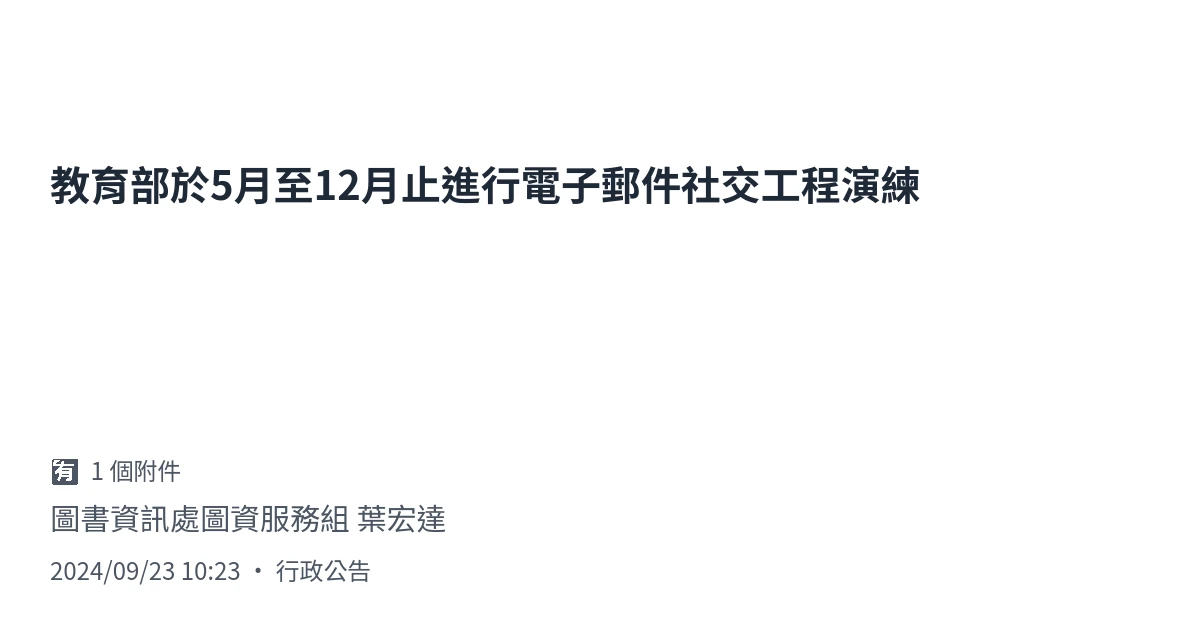 教育部於5月至12月止進行電子郵件社交工程演練
有 1 個附件
圖書資訊處圖資服務組 葉宏達
2024/09/23 10:23 • 行政公告